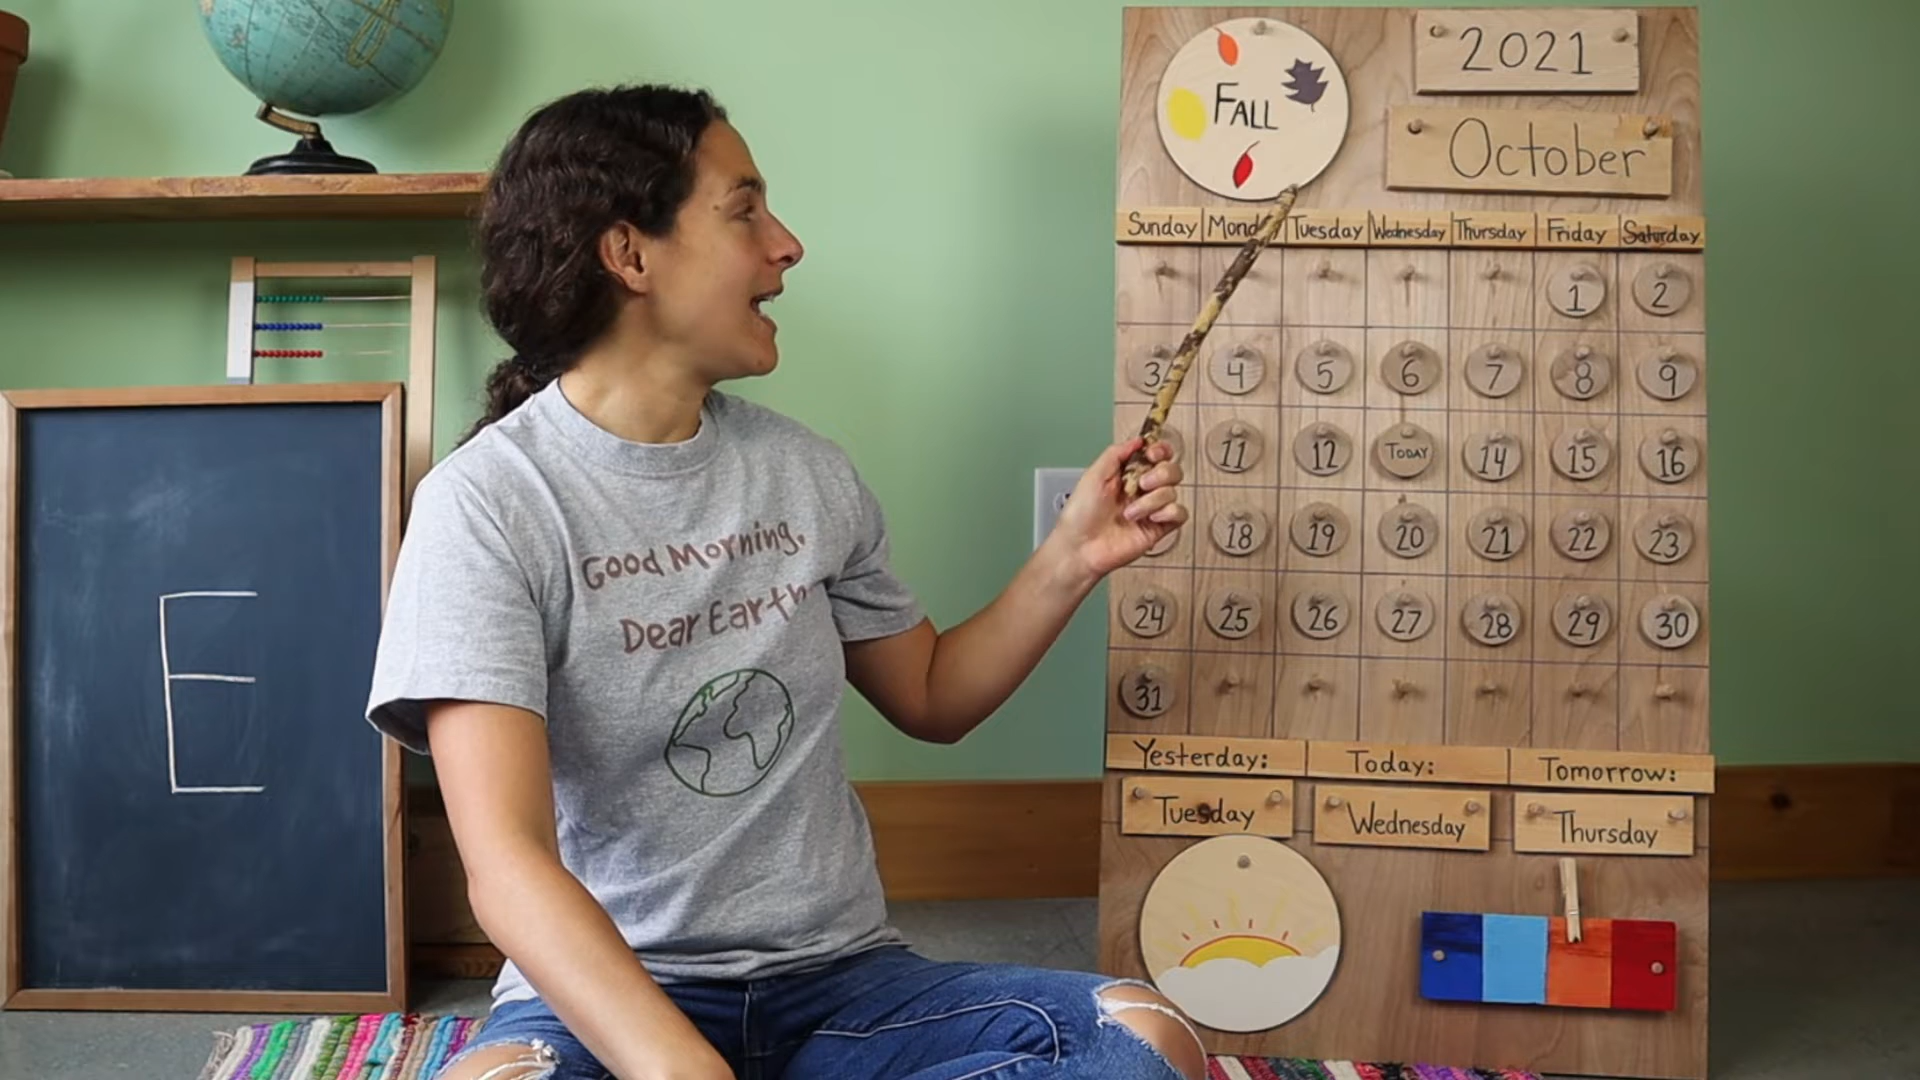 E
Good Morning,
Dear Earth
FALL
2021
October
Sunday Tuesday Wednesday Thursday Friday Saturday
1 2
3 4 5 6 7 8 9
11 12 TODAY 14 15 16
18 19 20 21 22 23
24 25 26 27 28 29 30
31
Yesterday: Today: Tomorrow:
Tuesday Wednesday Thursday